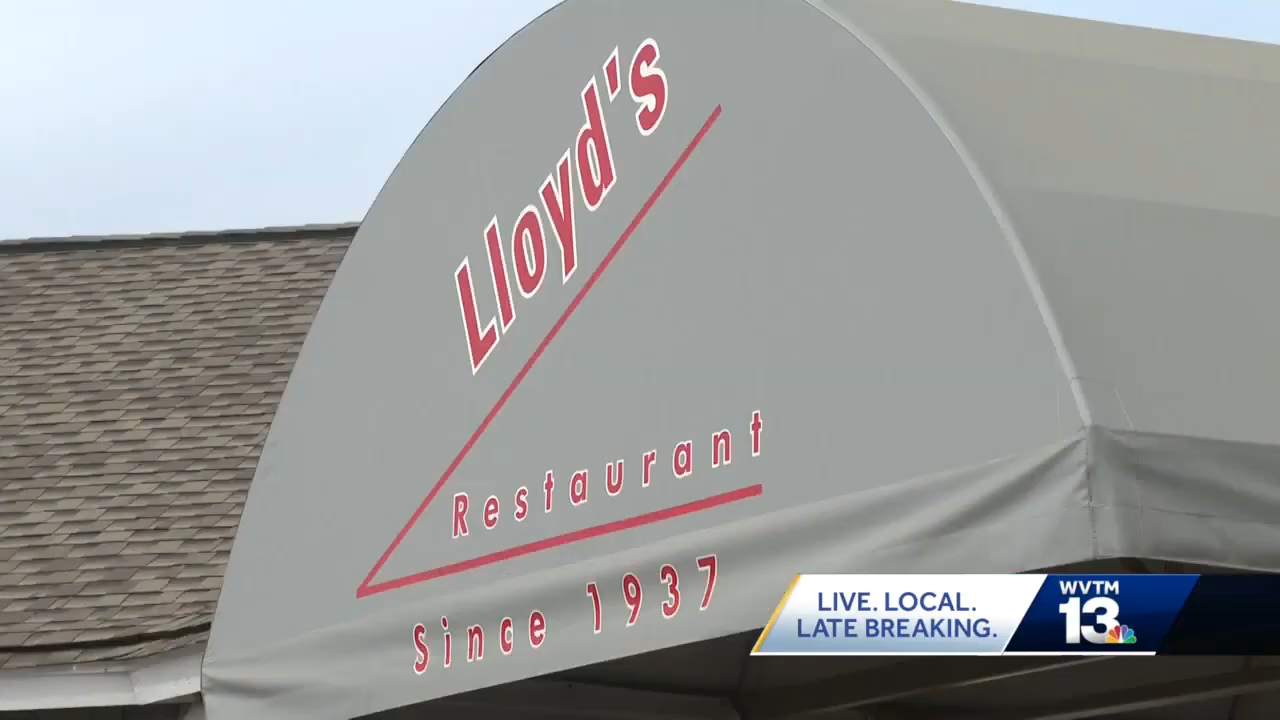 Lloyd's
Restaurant
Since 1937
LIVE. LOCAL.
LATE BREAKING.
WVTM
13